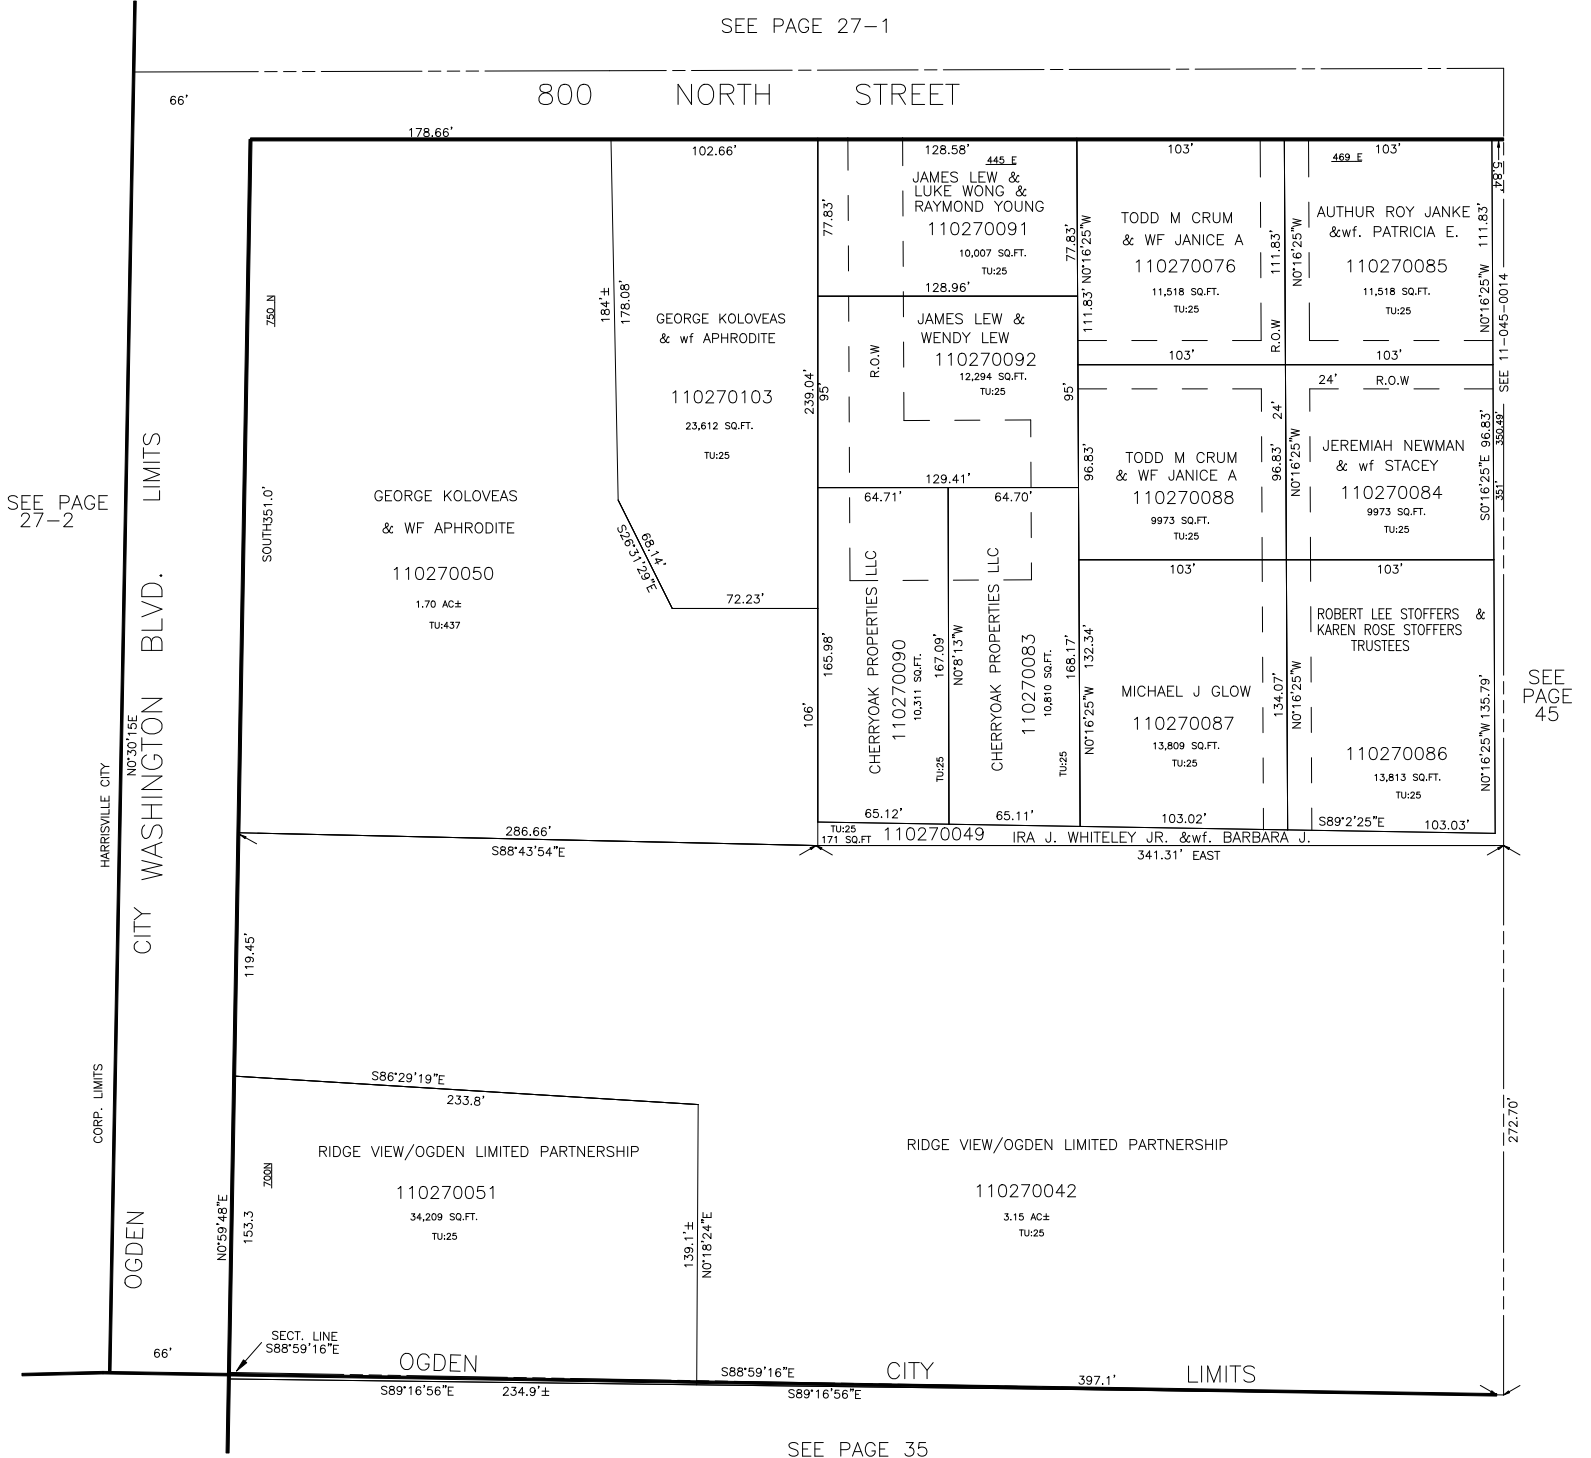 SEE PAGE 27-1
800 NORTH STREET
66'
178.66'
102.66'
128.58'
445 E
103'
469 E
103'
5.84'
JAMES LEW &
LUKE WONG &
RAYMOND YOUNG
110270091
10,007 SQ.FT.
TU:25
77.83'
77.83'
N0°16'25"W
128.96'
TODD M CRUM
& WF JANICE A
110270076
11,518 SQ.FT.
TU:25
111.83'
111.83'
N0°16'25"W
R.O.W
103'
AUTHUR ROY JANKE
&wf. PATRICIA E.
110270085
11,518 SQ.FT.
TU:25
111.83'
N0°16'25"W
103'
SEE 11-045-0014
750 N
184'±
178.08'
GEORGE KOLOVEAS
& wf APHRODITE
110270103
23,612 SQ.FT.
TU:25
239.04'
95'
R.O.W
JAMES LEW &
WENDY LEW
110270092
12,294 SQ.FT.
TU:25
95'
129.41'
24'
R.O.W
24'
TODD M CRUM
& WF JANICE A
110270088
9973 SQ.FT.
TU:25
96.83'
96.83'
N0°16'25"W
103'
JEREMIAH NEWMAN
& wf STACEY
110270084
9973 SQ.FT.
TU:25
S0°16'25"E 96.83'
350.49'
351'
103'
SEE PAGE
27-2
CITY WASHINGTON BLVD. LIMITS
SOUTH351.0'
GEORGE KOLOVEAS
& WF APHRODITE
110270050
1.70 AC±
TU:437
68.14'
S26°31'29"E
72.23'
64.71'
64.70'
CHERRYOAK PROPERTIES LLC
110270090
10,311 SQ.FT.
TU:25
165.98'
167.09'
N0°8'13"W
CHERRYOAK PROPERTIES LLC
110270083
10,810 SQ.FT.
TU:25
168.17'
132.34'
N0°16'25"W
MICHAEL J GLOW
110270087
13,809 SQ.FT.
TU:25
134.07'
N0°16'25"W
ROBERT LEE STOFFERS &
KAREN ROSE STOFFERS
TRUSTEES
110270086
13,813 SQ.FT.
TU:25
N0°16'25"W 135.79'
SEE
PAGE
45
106'
N0°30'15E
HARRISVILLE CITY
65.12'
65.11'
103.02'
S89°2'25"E
103.03'
286.66'
S88°43'54"E
TU:25
171 SQ.FT
110270049
IRA J. WHITELEY JR. &wf. BARBARA J.
341.31' EAST
119.45'
CORP. LIMITS
S86°29'19"E
233.8'
272.70'
RIDGE VIEW/OGDEN LIMITED PARTNERSHIP
110270051
34,209 SQ.FT.
TU:25
700N
N0°59'48"E
153.3
139.1'±
N0°18'24"E
RIDGE VIEW/OGDEN LIMITED PARTNERSHIP
110270042
3.15 AC±
TU:25
OGDEN
66'
SECT. LINE
S88°59'16"E
OGDEN CITY LIMITS
S88°59'16"E
397.1'
S89°16'56"E
234.9'±
S89°16'56"E
SEE PAGE 35